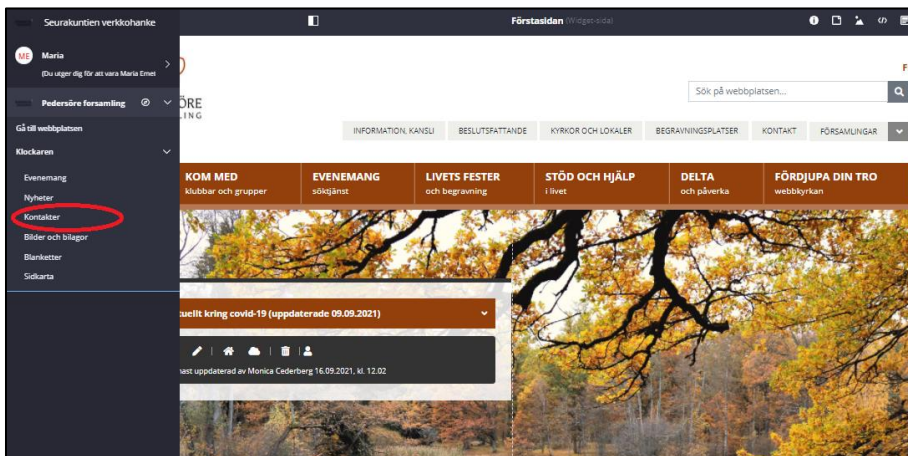 Seurakuntien verkkohanke
Förstasidan (Widget-sida)
ME
Maria
(Du utger dig för att vara Maria Emel
Pedersöre församling
Gå till webbplatsen
Klockaren
Evenemang
Nyheter
Kontakter
Bilder och bilagor
Blanketter
Sidkarta
ÖRE
LING
F
Sök på webbplatsen...
INFORMATION, KANSLI
BESLUTSFATTANDE
KYRKOR OCH LOKALER
BEGRAVNINGSPLATSER
KONTAKT
FÖRSAMLINGAR
KOM MED
klubbar och grupper
EVENEMANG
söktjänst
LIVETS FESTER
och begravning
STÖD OCH HJÄLP
i livet
DELTA
och påverka
FÖRDJUPA DIN TRO
webbkyrkan
tuellt kring covid-19 (uppdaterade 09.09.2021)
nast uppdaterad av Monica Cederberg 16.09.2021, kl. 12.02